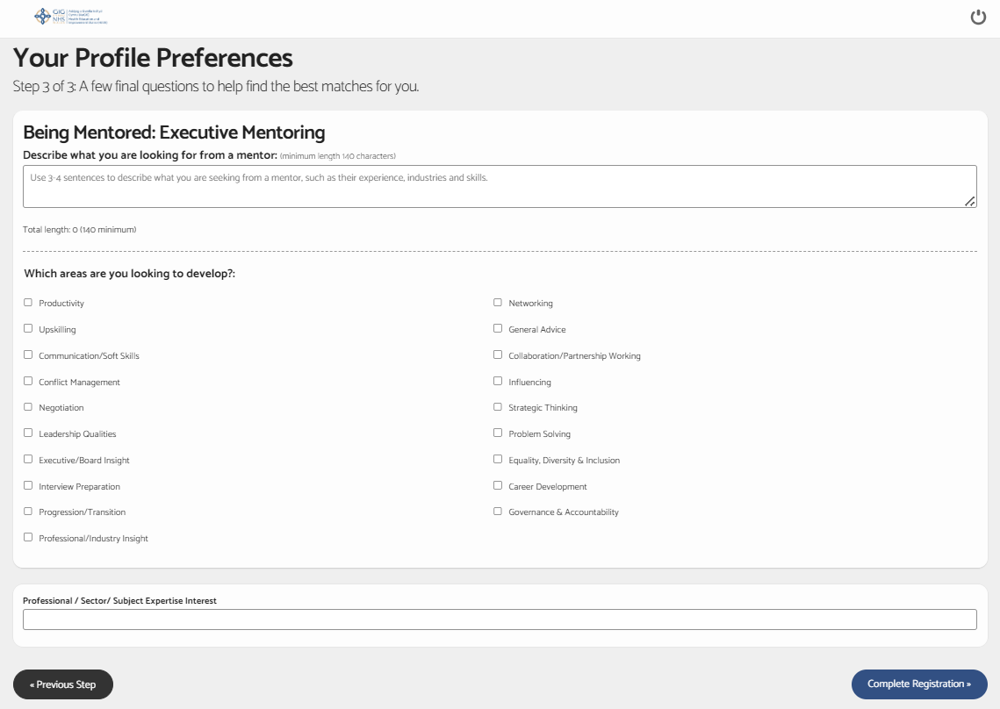 GIG
NHS
Your Profile Preferences
Step 3 of 3: A few final questions to help find the best matches for you.
Being Mentored: Executive Mentoring
Describe what you are looking for from a mentor: (minimum length 140 characters)
Use 3-4 sentences to describe what you are seeking from a mentor, such as their experience, industries and skills.
Total length: 0 (140 minimum)
Which areas are you looking to develop?:
Productivity
Networking
Upskilling
General Advice
Communication/Soft Skills
Collaboration/Partnership Working
Conflict Management
Influencing
Negotiation
Strategic Thinking
Leadership Qualities
Problem Solving
Executive/Board Insight
Equality, Diversity & Inclusion
Interview Preparation
Career Development
Progression/Transition
Governance & Accountability
Professional/Industry Insight
Professional / Sector/ Subject Expertise Interest
« Previous Step
Complete Registration »